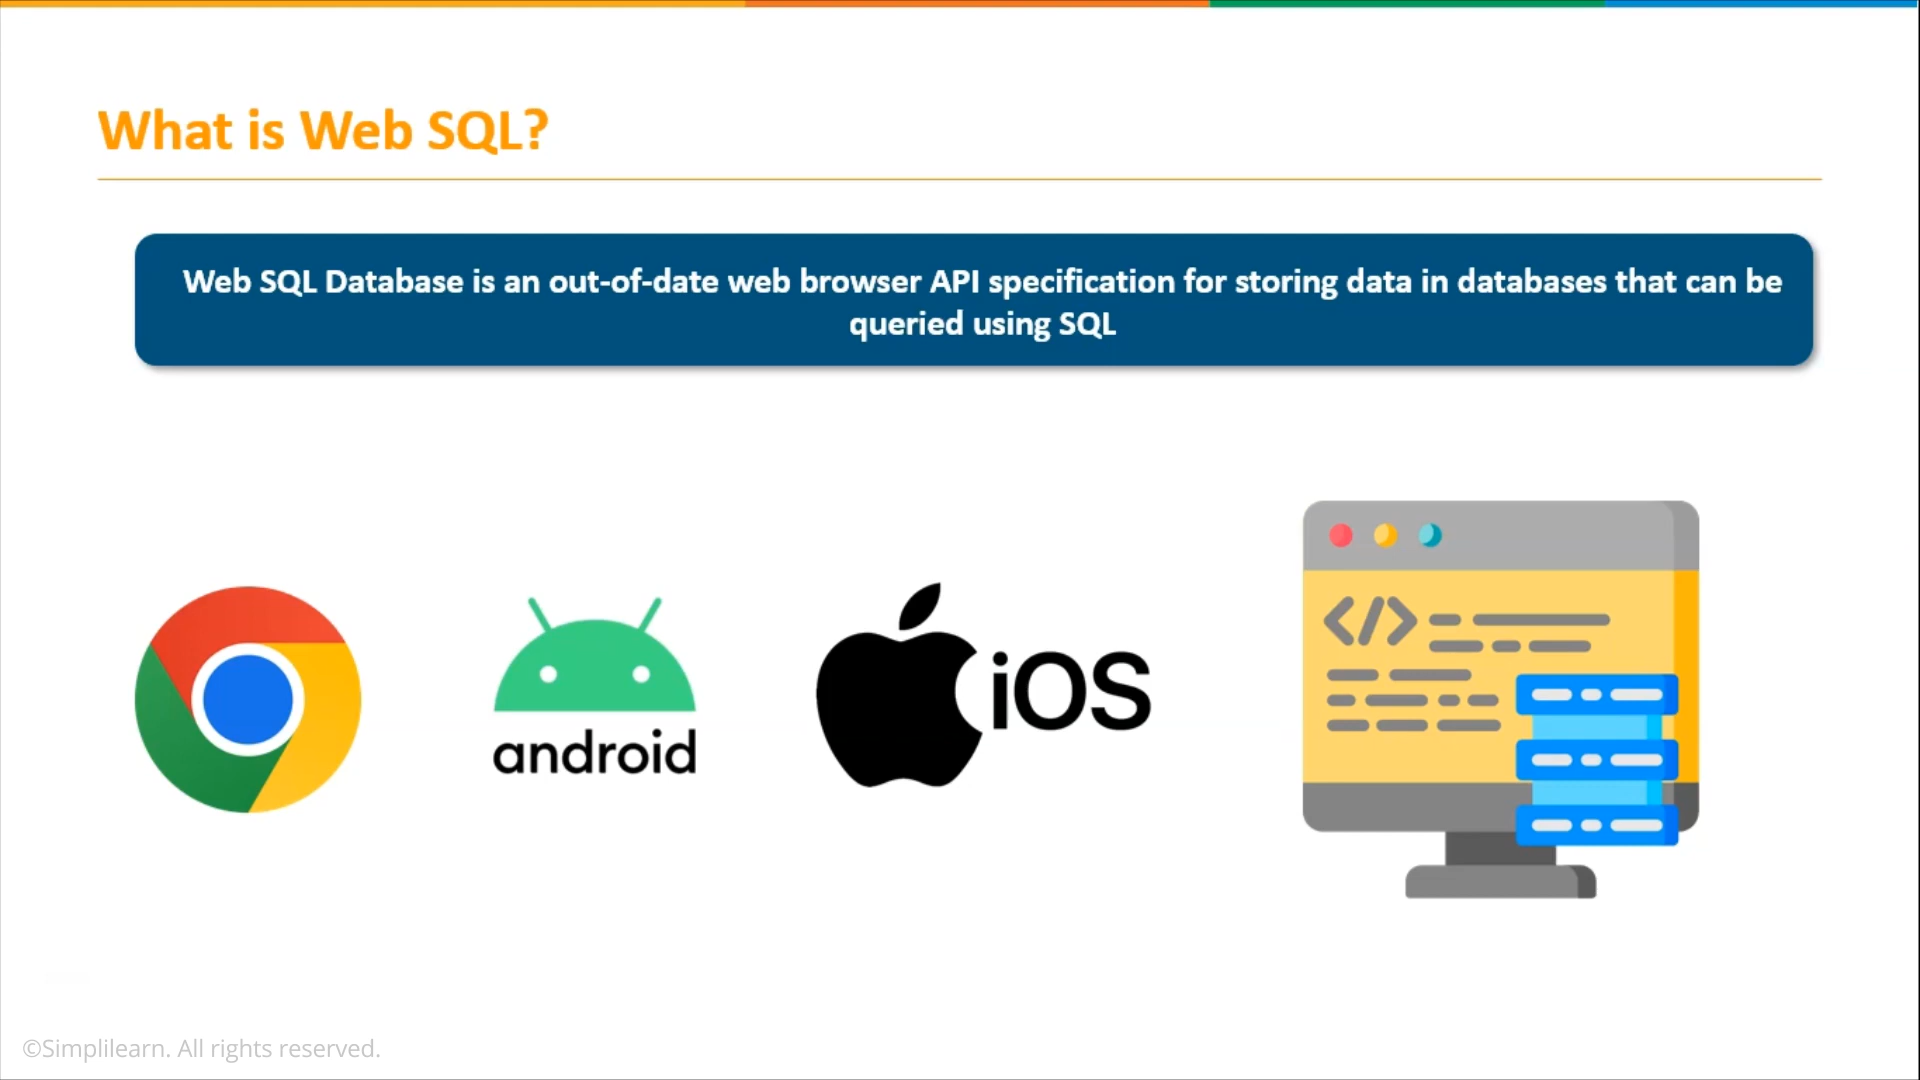 What is Web SQL?
Web SQL Database is an out-of-date web browser API specification for storing data in databases that can be
queried using SQL
</>
android
iOS
©Simplilearn. All rights reserved.